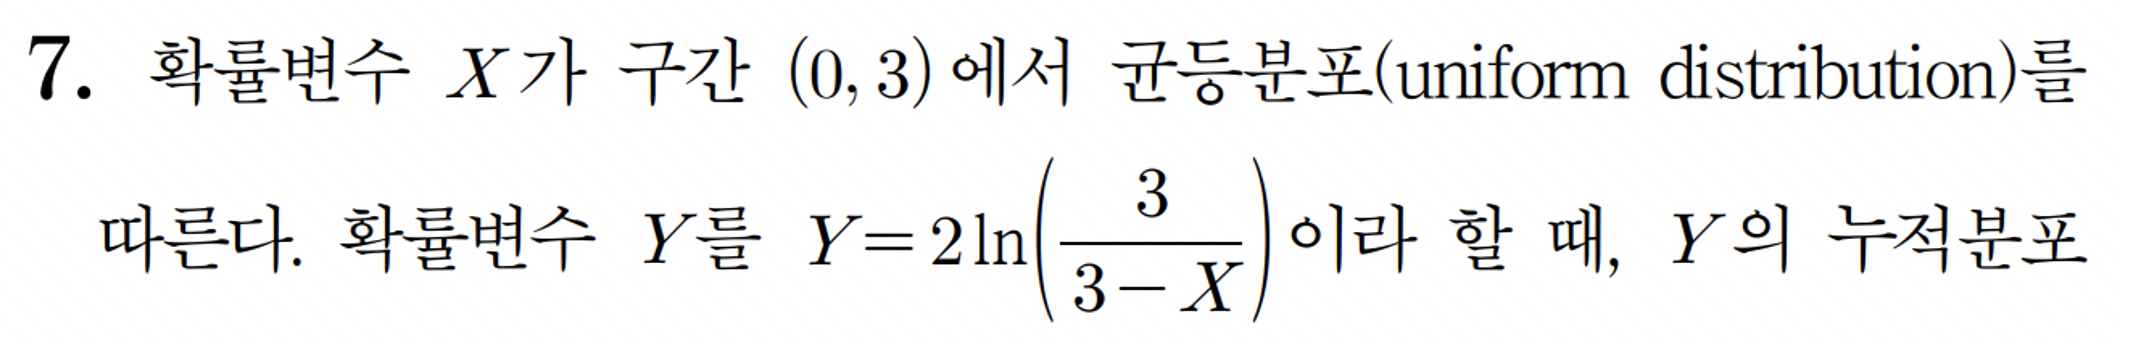 7. 확률변수 X가 구간 (0, 3)에서 균등분포(uniform distribution)를
따른다. 확률변수 Y를 Y=2ln(3/(3-X))이라 할 때, Y의 누적분포